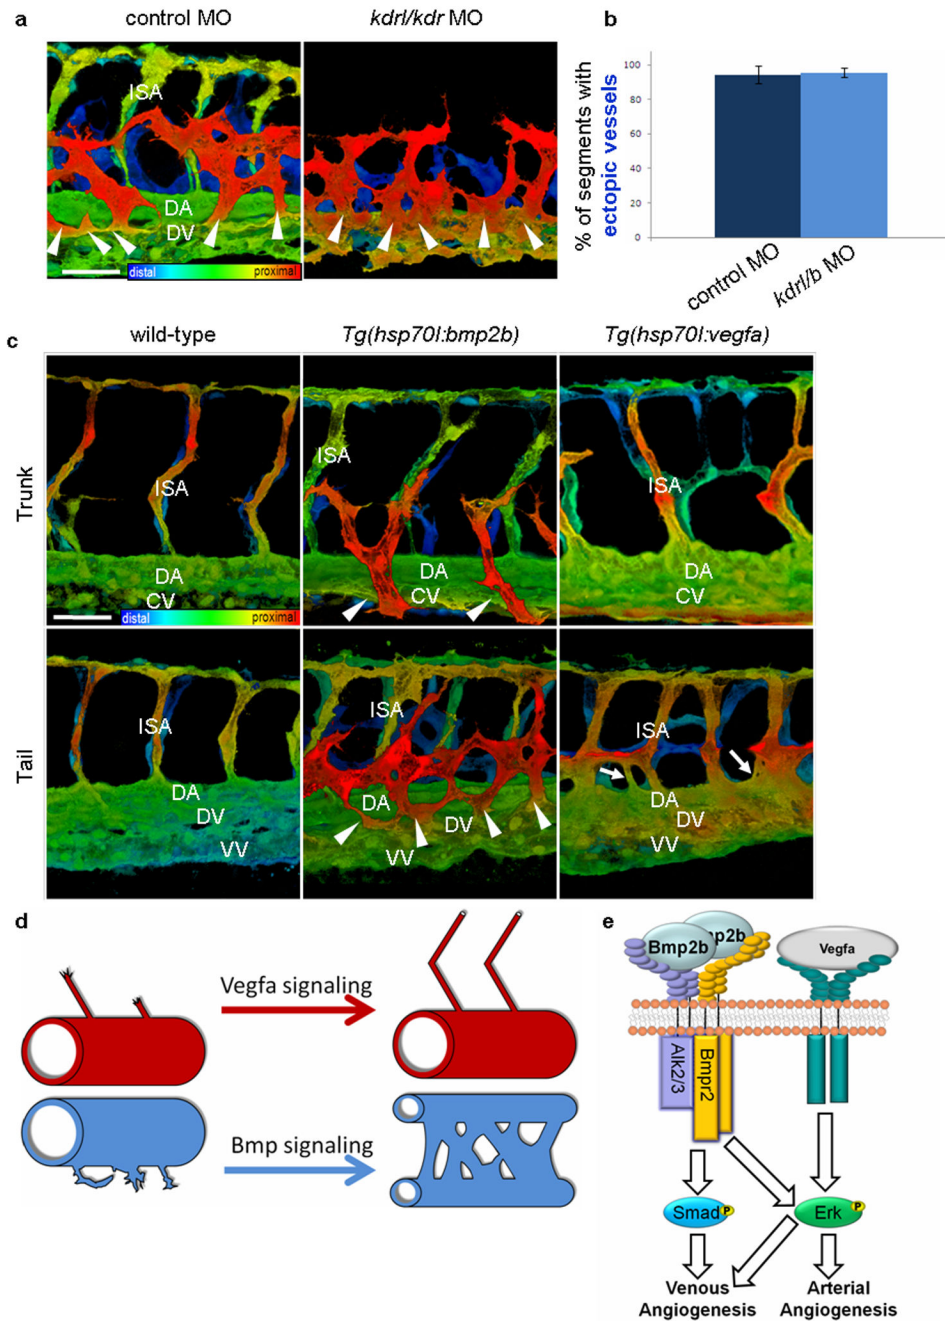 a
control MO
kdrl/kdr MO
ISA
DA
DV
distal
proximal
b
% of segments with
ectopic vessels
100
80
60
40
20
0
control MO
kdrl/b MO
c
wild-type
Tg(hsp70l:bmp2b)
Tg(hsp70l:vegfa)
Trunk
ISA
DA
CV
distal
proximal
ISA
DA
CV
ISA
DA
CV
Tail
ISA
DA
DV
VV
ISA
DA
DV
VV
ISA
DA
DV
VV
d
Vegfa signaling
Bmp signaling
e
Bmp2b
mp2b
Vegfa
Alk2/3
Bmpr2
Smad
P
Erk
P
Venous
Angiogenesis
Arterial
Angiogenesis